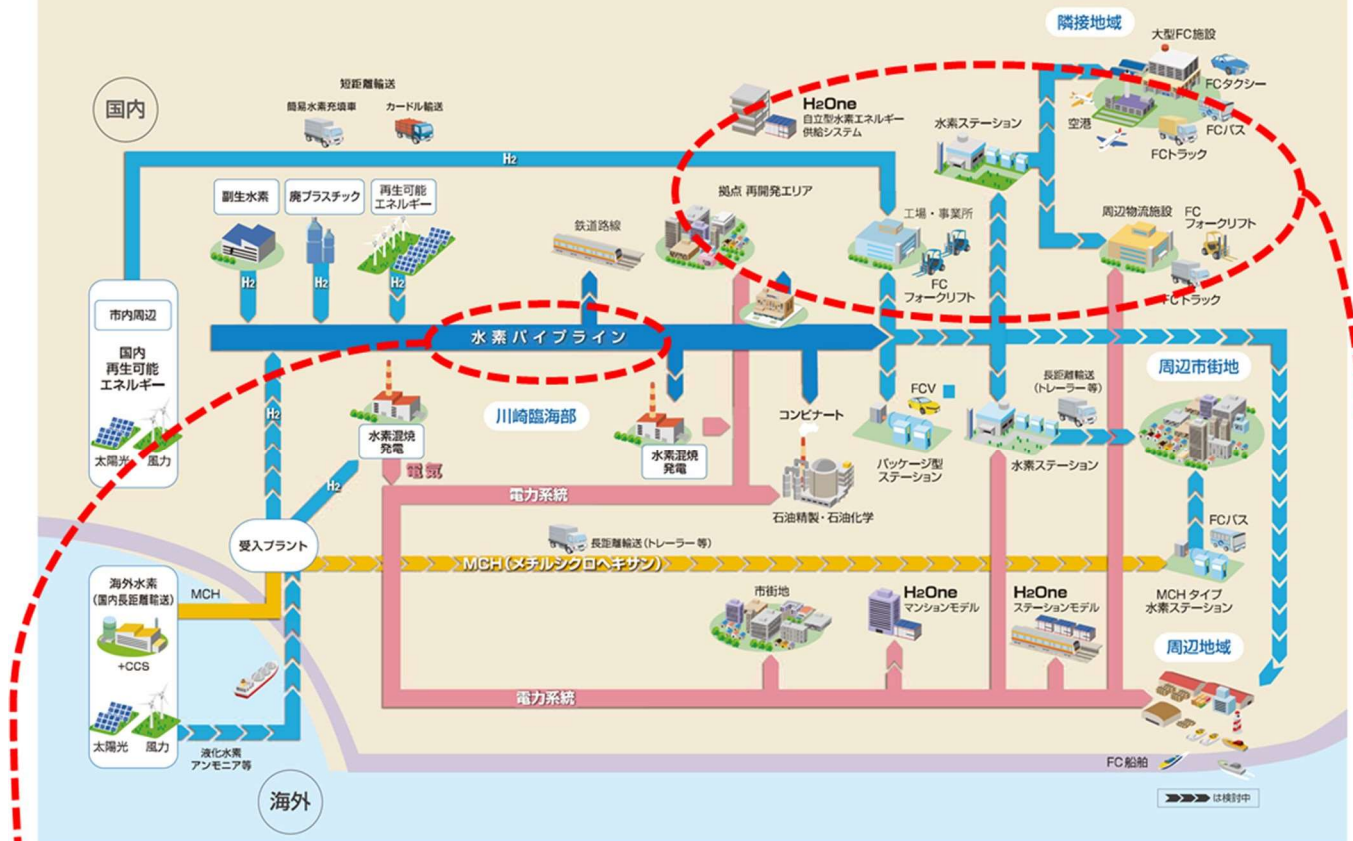 隣接地域
大型FC施設
FCタクシー
空港
FCバス
FCトラック
国内
短距離輸送
簡易水素充填車
カードル輸送
H2
H2One
自立型水素エネルギー
供給システム
水素ステーション
副生水素
廃プラスチック
再生可能
エネルギー
H2
H2
H2
鉄道路線
拠点 再開発エリア
工場・事業所
FC
フォークリフト
周辺物流施設
FC
フォークリフト
FCトラック
市内周辺
国内
再生可能
エネルギー
太陽光
風力
水素パイプライン
川崎臨海部
水素混焼
発電
水素混焼
発電
コンビナート
石油精製・石油化学
FCV
パッケージ型
ステーション
長距離輸送
(トレーラー等)
水素ステーション
周辺市街地
H2
H2
電気
電力系統
受入プラント
長距離輸送(トレーラー等)
MCH(メチルシクロヘキサン)
FCバス
MCHタイプ
水素ステーション
海外水素
(国内長距離輸送)
MCH
+CCS
太陽光
風力
液化水素
アンモニア等
市街地
H2One
マンションモデル
H2One
ステーションモデル
周辺地域
電力系統
FC船舶
海外
は検討中